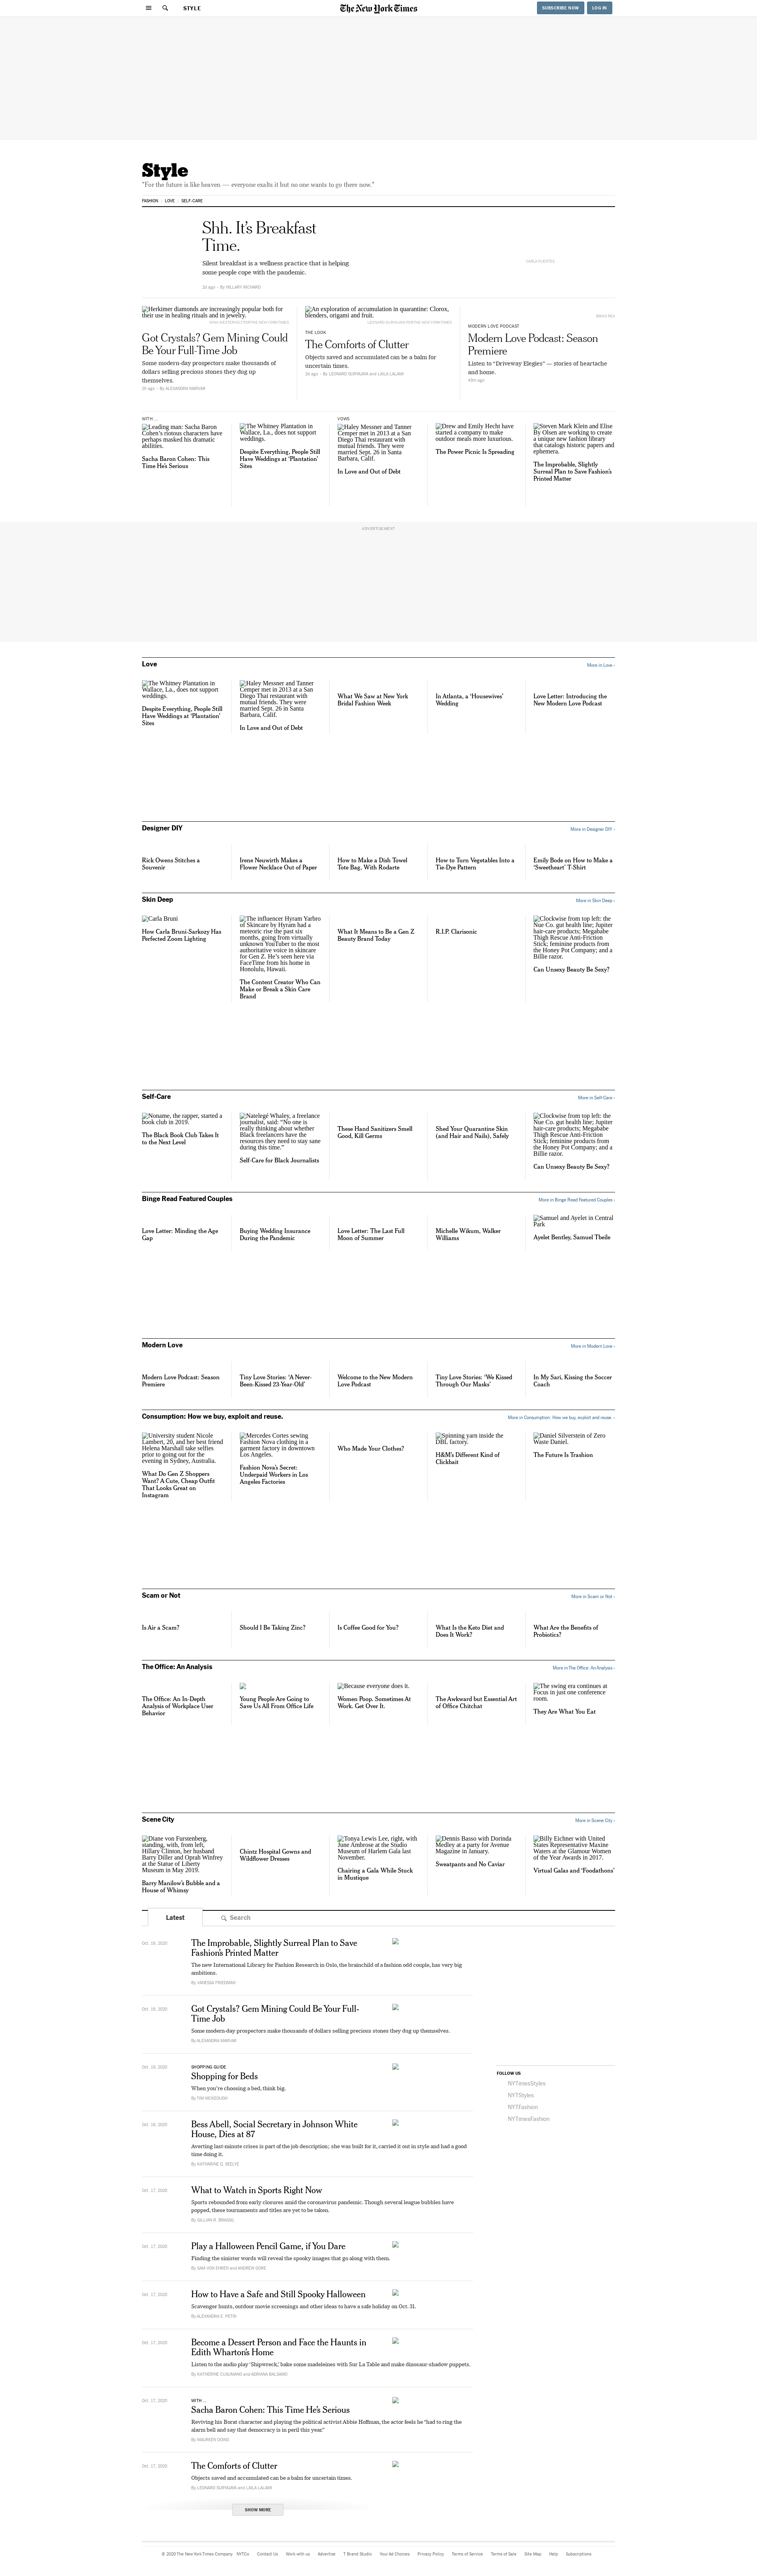 STYLE
The New York Times
SUBSCRIBE NOW
LOG IN
Style
"For the future is like heaven — everyone exalts it but no one wants to go there now."
FASHION LOVE SELF-CARE
Shh. It's Breakfast
Time.
Silent breakfast is a wellness practice that is helping
some people cope with the pandemic.
2d ago · By HILLARY RICHARD
Herkimer diamonds are increasingly popular both for
their use in healing rituals and in jewelry.
Got Crystals? Gem Mining Could
Be Your Full-Time Job
Some modern-day prospectors make thousands of
dollars selling precious stones they dug up
themselves.
By ALEXANDRA MARVAR
An exploration of accumulation in quarantine: Clorox,
blenders, origami and fruit.
THE LOOK
The Comforts of Clutter
Objects saved and accumulated can be a balm for
uncertain times.
By LEONARD SURYAJAYA and LAILA LALAMI
MODERN LOVE PODCAST
Modern Love Podcast: Season
Premiere
Listen to "Driveway Elegies" — stories of heartache
and home.
WITH ...
Leading man: Sacha Baron
Cohen's riotous characters have
perhaps masked his dramatic
abilities.
Sacha Baron Cohen: This
Time He's Serious
The Whitney Plantation in
Wallace, La., does not support
weddings.
Despite Everything, People Still
Have Weddings at 'Plantation'
Sites
VOWS
Haley Messner and Tanner
Cemper met in 2013 at a San
Diego Thai restaurant with
mutual friends. They were
married Sept. 26 in Santa
Barbara, Calif.
In Love and Out of Debt
Drew and Emily Hecht have
started a company to make
outdoor meals more luxurious.
The Power Picnic Is Spreading
Steven Mark Klein and Elise
By Olsen are working to create
a unique new fashion library
that catalogs historic papers and
ephemera.
The Improbable, Slightly
Surreal Plan to Save Fashion's
Printed Matter
ADVERTISEMENT
Love
More in Love ›
The Whitney Plantation in
Wallace, La., does not support
weddings.
Despite Everything, People Still
Have Weddings at 'Plantation'
Sites
Haley Messner and Tanner
Cemper met in 2013 at a San
Diego Thai restaurant with
mutual friends. They were
married Sept. 26 in Santa
Barbara, Calif.
In Love and Out of Debt
What We Saw at New York
Bridal Fashion Week
In Atlanta, a 'Housewives'
Wedding
Love Letter: Introducing the
New Modern Love Podcast
Designer DIY
More in Designer DIY ›
Rick Owens Stitches a
Souvenir
Irene Neuwirth Makes a
Flower Necklace Out of Paper
How to Make a Dish Towel
Tote Bag, With Rodarte
How to Turn Vegetables Into a
Tie-Dye Pattern
Emily Bode on How to Make a
'Sweetheart' T-Shirt
Skin Deep
More in Skin Deep ›
Carla Bruni
How Carla Bruni-Sarkozy Has
Perfected Zoom Lighting
The influencer Hyram Yarbro
of Skincare by Hyram had a
meteoric rise the past six
months, going from virtually
unknown YouTuber to the most
authoritative voice in skincare
for Gen Z. He's seen here via
FaceTime from his home in
Honolulu, Hawaii.
The Content Creator Who Can
Make or Break a Skin Care
Brand
What It Means to Be a Gen Z
Beauty Brand Today
R.I.P. Clarisonic
Clockwise from top left: the
Nue Co. gut health line; Jupiter
hair-care products; Megababe
Thigh Rescue Anti-Friction
Stick; feminine products from
the Honey Pot Company; and a
Billie razor.
Can Unsexy Beauty Be Sexy?
Self-Care
More in Self-Care ›
Noname, the rapper, started a
book club in 2019.
The Black Book Club Takes It
to the Next Level
Natelegé Whaley, a freelance
journalist, said: "No one is
really thinking about whether
Black freelancers have the
resources they need to stay sane
during this time."
Self-Care for Black Journalists
These Hand Sanitizers Smell
Good, Kill Germs
Shed Your Quarantine Skin
(and Hair and Nails), Safely
Clockwise from top left: the
Nue Co. gut health line; Jupiter
hair-care products; Megababe
Thigh Rescue Anti-Friction
Stick; feminine products from
the Honey Pot Company; and a
Billie razor.
Can Unsexy Beauty Be Sexy?
Binge Read Featured Couples
More in Binge Read Featured Couples ›
Love Letter: Minding the Age
Gap
Buying Wedding Insurance
During the Pandemic
Love Letter: The Last Full
Moon of Summer
Michelle Wikum, Walker
Williams
Samuel and Ayelet in Central
Park
Ayelet Bentley, Samuel Tbeile
Modern Love
More in Modern Love ›
Modern Love Podcast: Season
Premiere
Tiny Love Stories: 'A Never-
Been-Kissed 23-Year-Old'
Welcome to the New Modern
Love Podcast
Tiny Love Stories: 'We Kissed
Through Our Masks'
In My Sari, Kissing the Soccer
Coach
Consumption: How we buy, exploit and reuse.
More in Consumption: How we buy, exploit and reuse. ›
University student Nicole
Lambert, 20, and her best friend
Helena Marshall take selfies
prior to going out for the
evening in Sydney, Australia.
What Do Gen Z Shoppers
Want? A Cute, Cheap Outfit
That Looks Great on
Instagram
Mercedes Cortes sewing
Fashion Nova clothing in a
garment factory in downtown
Los Angeles.
Fashion Nova's Secret:
Underpaid Workers in Los
Angeles Factories
Who Made Your Clothes?
Spinning yarn inside the
DBL factory.
H&M's Different Kind of
Clickbait
Daniel Silverstein of Zero
Waste Daniel.
The Future Is Trashion
Scam or Not
More in Scam or Not ›
Is Air a Scam?
Should I Be Taking Zinc?
Is Coffee Good for You?
What Is the Keto Diet and
Does It Work?
What Are the Benefits of
Probiotics?
The Office: An Analysis
More in The Office: An Analysis ›
The Office: An In-Depth
Analysis of Workplace User
Behavior
Young People Are Going to
Save Us All From Office Life
Because everyone does it.
Women Poop. Sometimes At
Work. Get Over It.
The Awkward but Essential Art
of Office Chitchat
The swing era continues at
Focus in just one conference
room.
They Are What You Eat
Scene City
More in Scene City ›
Diane von Furstenberg,
standing, with, from left,
Hillary Clinton, her husband
Barry Diller and Oprah Winfrey
at the Statue of Liberty
Museum in May 2019.
Barry Manilow's Bubble and a
House of Whimsy
Chintz Hospital Gowns and
Wildflower Dresses
Tonya Lewis Lee, right, with
Jane Ambrose at the Studio
Museum of Harlem Gala last
November.
Chairing a Gala While Stuck
in Mustique
Dennis Basso with Dorinda
Medley at a party for Avenue
Magazine in January.
Sweatpants and No Caviar
Billy Eichner with United
States Representative Maxine
Waters at the Glamour Women
of the Year Awards in 2017.
Virtual Galas and 'Foodathons'
Latest
Search
Oct. 19, 2020
The Improbable, Slightly Surreal Plan to Save
Fashion's Printed Matter
The new International Library for Fashion Research in Oslo, the brainchild of a fashion odd couple, has very big
ambitions.
By VANESSA FRIEDMAN
Oct. 19, 2020
Got Crystals? Gem Mining Could Be Your Full-
Time Job
Some modern-day prospectors make thousands of dollars selling precious stones they dug up themselves.
By ALEXANDRA MARVAR
Oct. 18, 2020
SHOPPING GUIDE
Shopping for Beds
When you're choosing a bed, think big.
By TIM McKEOUGH
Oct. 18, 2020
Bess Abell, Social Secretary in Johnson White
House, Dies at 87
Averting last-minute crises is part of the job description; she was built for it, carried it out in style and had a good
time doing it.
By KATHARINE Q. SEELYE
Oct. 17, 2020
What to Watch in Sports Right Now
Sports rebounded from early closures amid the coronavirus pandemic. Though several league bubbles have
popped, these tournaments and titles are yet to be taken.
By GILLIAN R. BRASSIL
Oct. 17, 2020
Play a Halloween Pencil Game, if You Dare
Finding the sinister words will reveal the spooky images that go along with them.
By SAM VON EHREN and ANDREW SORE
Oct. 17, 2020
How to Have a Safe and Still Spooky Halloween
Scavenger hunts, outdoor movie screenings and other ideas to have a safe holiday on Oct. 31.
By ALEXANDRA E. PETRI
Oct. 17, 2020
Become a Dessert Person and Face the Haunts in
Edith Wharton's Home
Listen to the audio play 'Shipwreck,' bake some madeleines with Sur La Table and make dinosaur-shadow puppets.
By KATHERINE CUSUMANO and ADRIANA BALSAMO
Oct. 17, 2020
WITH ...
Sacha Baron Cohen: This Time He's Serious
Reviving his Borat character and playing the political activist Abbie Hoffman, the actor feels he "had to ring the
alarm bell and say that democracy is in peril this year."
By MAUREEN DOWD
Oct. 17, 2020
The Comforts of Clutter
Objects saved and accumulated can be a balm for uncertain times.
By LEONARD SURYAJAYA and LAILA LALAMI
SHOW MORE
FOLLOW US
NYTimesStyles
NYTStyles
NYTFashion
NYTimesFashion
© 2020 The New York Times Company NYTCo Contact Us Work with us Advertise T Brand Studio Your Ad Choices Privacy Policy Terms of Service Terms of Sale Site Map Help Subscriptions